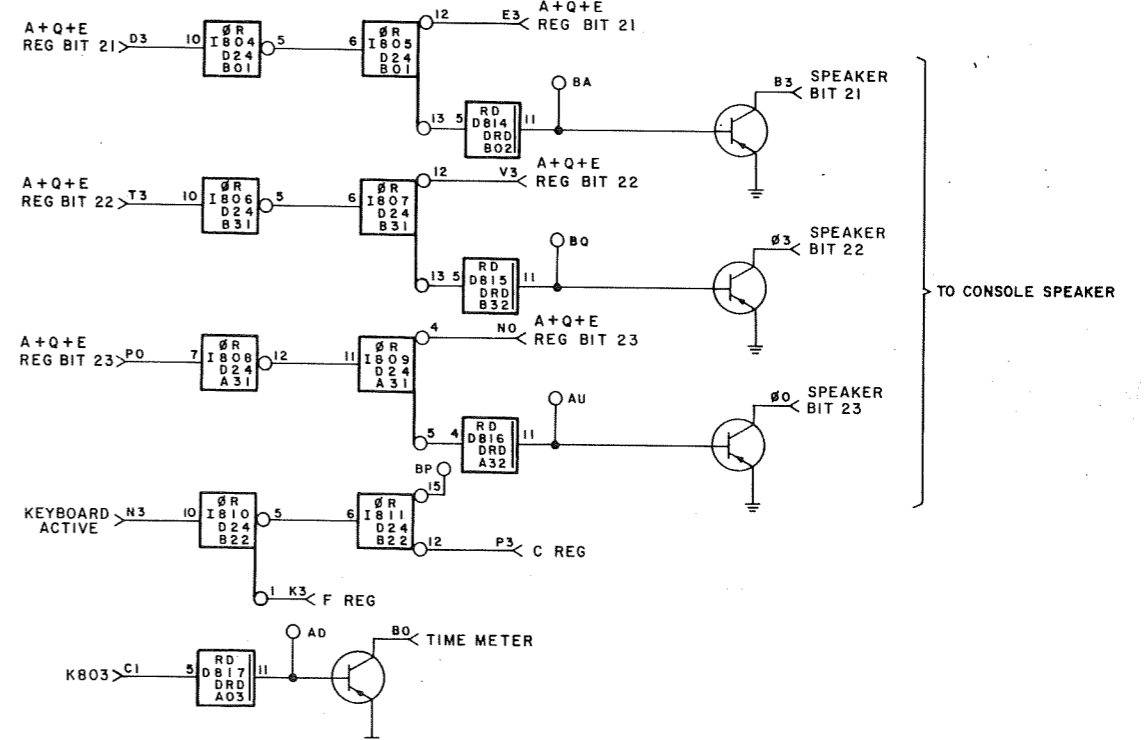 A+Q+E
REG BIT 21
D3
10
ØR
I804
D24
B01
5
6
ØR
I805
D24
B01
12
E3
A+Q+E
REG BIT 21
13
5
RD
D814
DRD
B02
11
BA
B3
SPEAKER
BIT 21
A+Q+E
REG BIT 22
T3
10
ØR
I806
D24
B31
5
6
ØR
I807
D24
B31
12
V3
A+Q+E
REG BIT 22
13
5
RD
D815
DRD
B32
11
BQ
Ø3
SPEAKER
BIT 22
TO CONSOLE SPEAKER
A+Q+E
REG BIT 23
P0
7
ØR
I808
D24
A31
12
11
ØR
I809
D24
A31
4
N0
A+Q+E
REG BIT 23
5
4
RD
D816
DRD
A32
11
AU
Ø0
SPEAKER
BIT 23
KEYBOARD
ACTIVE
N3
10
ØR
I810
D24
B22
5
6
ØR
I811
D24
B22
BP
15
12
P3
C REG
1
K3
F REG
K803
C1
5
RD
D817
DRD
A03
11
AD
B0
TIME METER